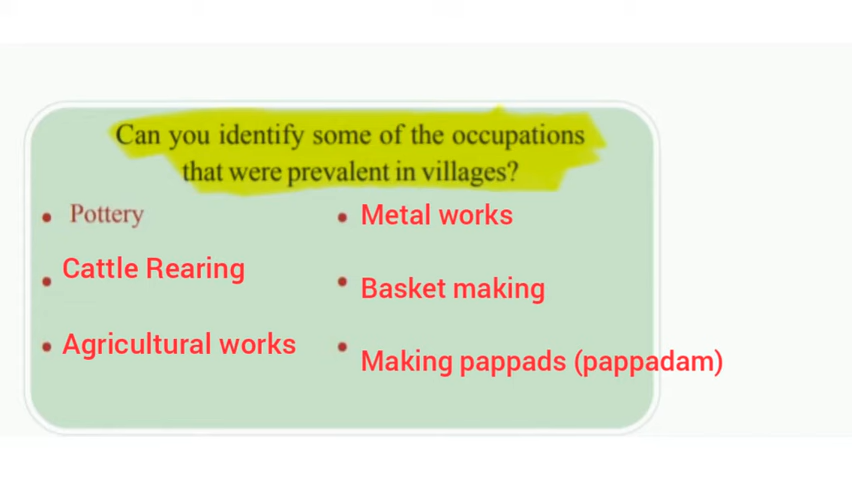 Can you identify some of the occupations
that were prevalent in villages?
• Pottery
• Cattle Rearing
• Agricultural works
• Metal works
• Basket making
• Making pappads (pappadam)